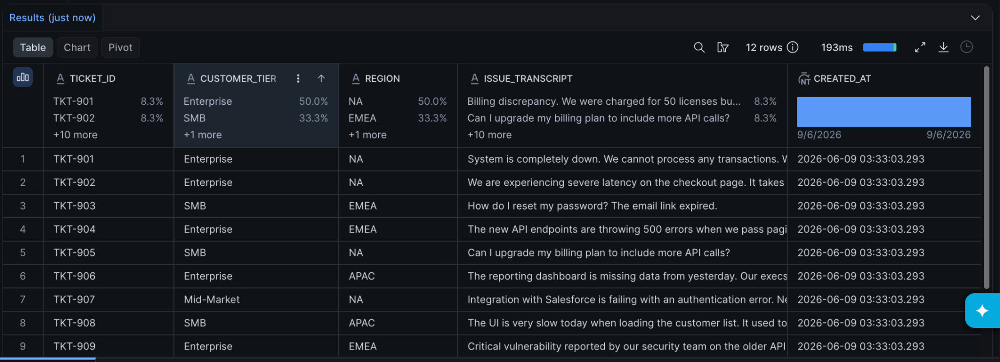 Results (just now)
Table Chart Pivot 12 rows 193ms
TICKET_ID CUSTOMER_TIER REGION ISSUE_TRANSCRIPT NT CREATED_AT
TKT-901 8.3% Enterprise 50.0% NA 50.0% Billing discrepancy. We were charged for 50 licenses bu... 8.3%
TKT-902 8.3% SMB 33.3% EMEA 33.3% Can I upgrade my billing plan to include more API calls? 8.3%
+10 more +1 more +1 more +10 more 9/6/2026 9/6/2026
1 TKT-901 Enterprise NA System is completely down. We cannot process any transactions. W 2026-06-09 03:33:03.293
2 TKT-902 Enterprise NA We are experiencing severe latency on the checkout page. It takes 2026-06-09 03:33:03.293
3 TKT-903 SMB EMEA How do I reset my password? The email link expired. 2026-06-09 03:33:03.293
4 TKT-904 Enterprise EMEA The new API endpoints are throwing 500 errors when we pass pagi 2026-06-09 03:33:03.293
5 TKT-905 SMB NA Can I upgrade my billing plan to include more API calls? 2026-06-09 03:33:03.293
6 TKT-906 Enterprise APAC The reporting dashboard is missing data from yesterday. Our execs 2026-06-09 03:33:03.293
7 TKT-907 Mid-Market NA Integration with Salesforce is failing with an authentication error. Ne 2026-06-09 03:33:03.293
8 TKT-908 SMB APAC The UI is very slow today when loading the customer list. It used to 2026-06-09 03:33:03.293
9 TKT-909 Enterprise EMEA Critical vulnerability reported by our security team on the older API 2026-06-09 03:33:03.293